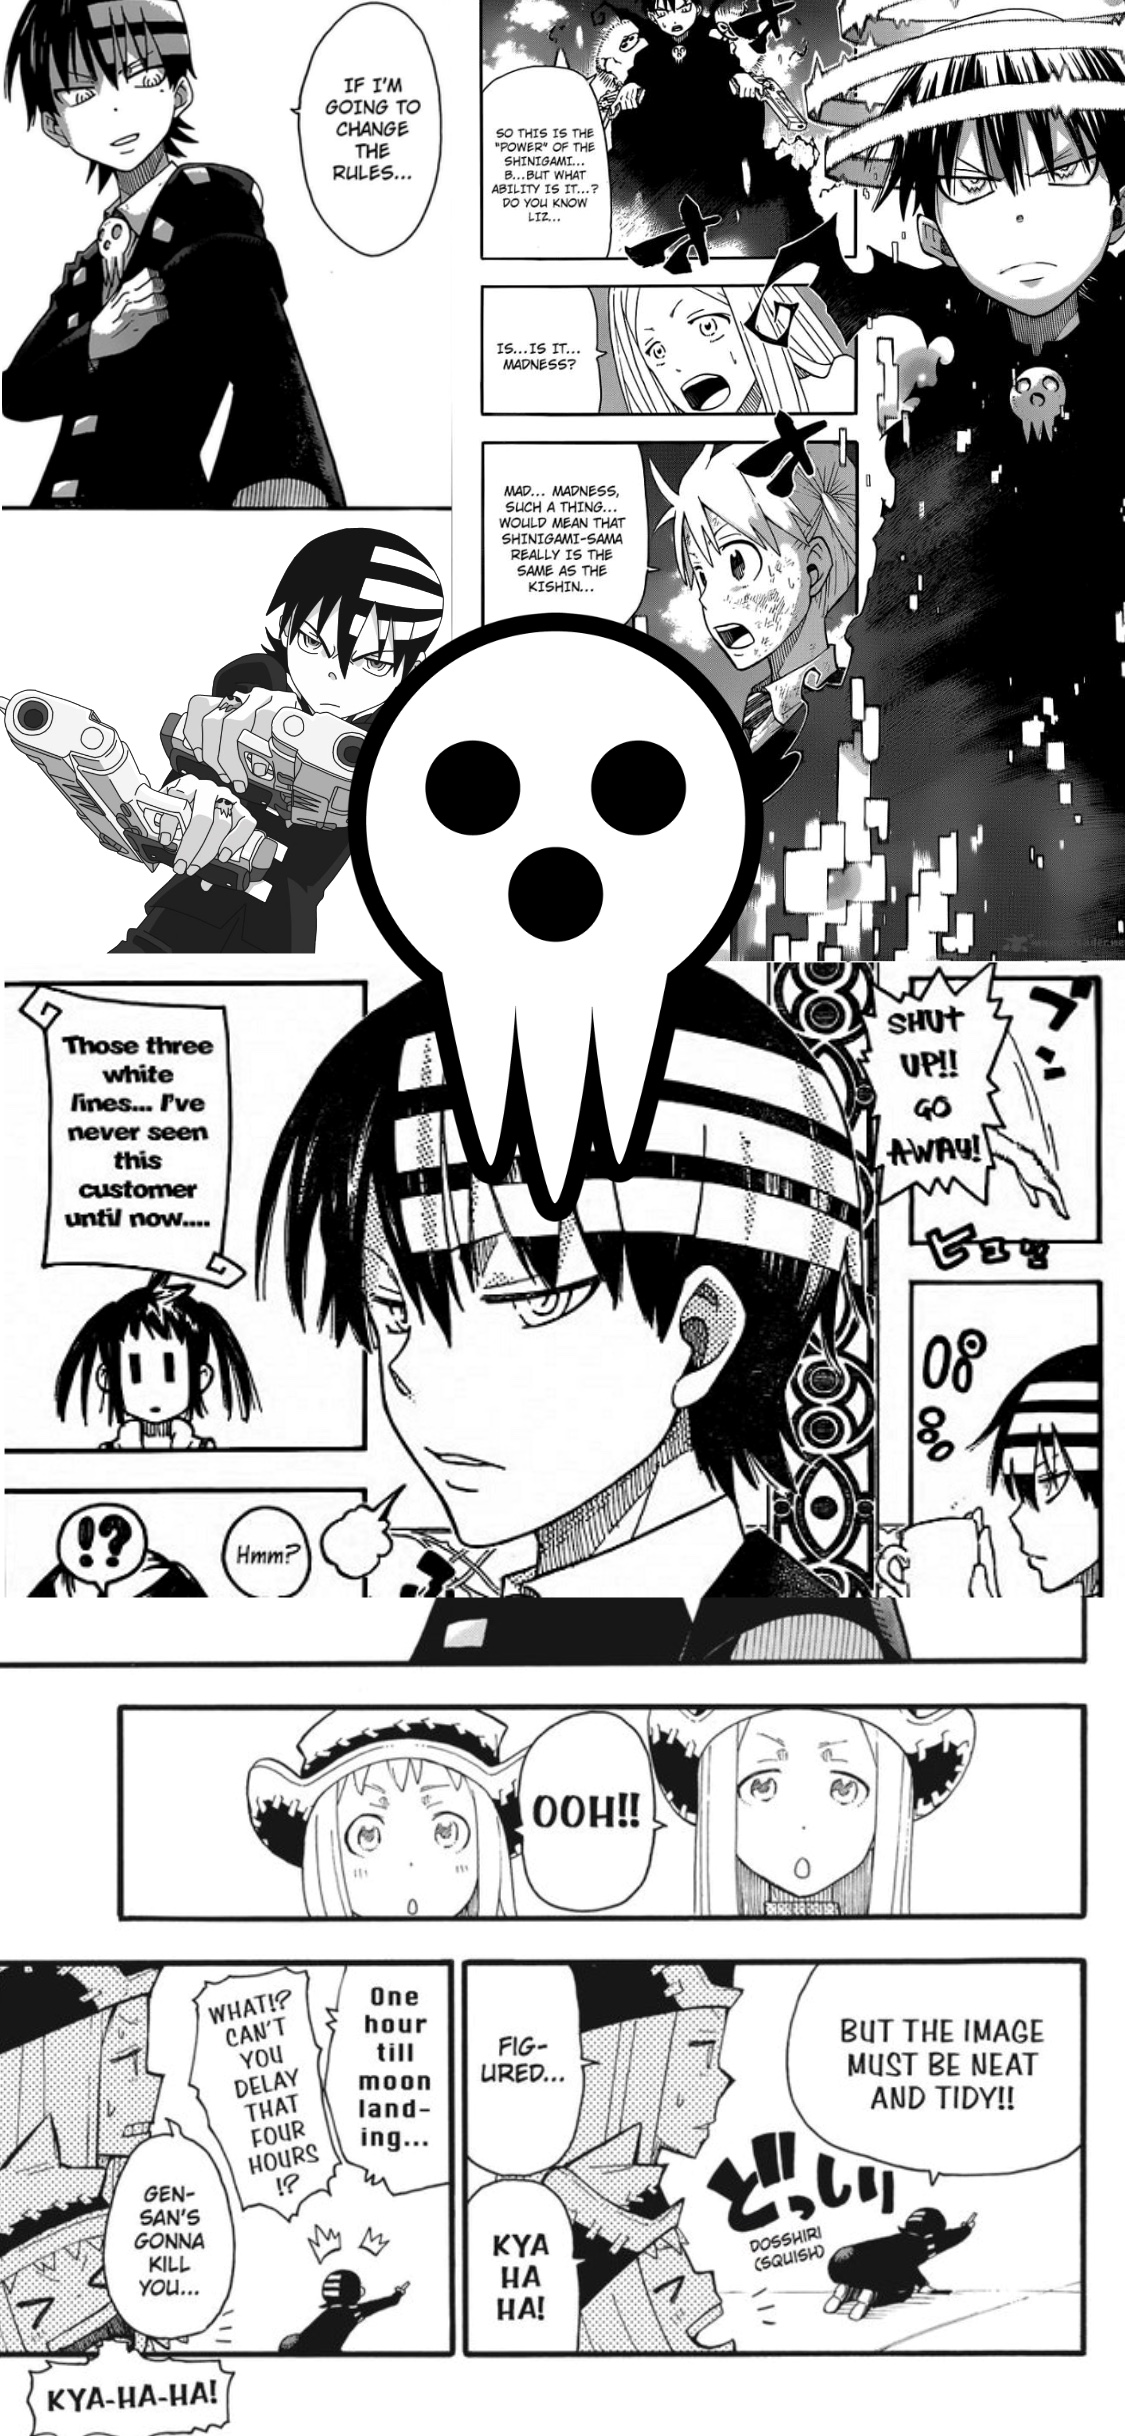 IF I'M
GOING TO
CHANGE
THE
RULES...
SO THIS IS THE
"POWER" OF THE
SHINIGAMI...
B...BUT WHAT
ABILITY IS IT...?
DO YOU KNOW
LIZ...
オ
オ
オ
IS...IS IT...
MADNESS?
MAD... MADNESS,
SUCH A THING...
WOULD MEAN THAT
SHINIGAMI-SAMA
REALLY IS THE
SAME AS THE
KISHIN...
Those three
white
lines... I've
never seen
this
customer
until now....
SHUT
UP!!
GO
AWAY!
!?
Hmm?
OOH!!
BUT THE IMAGE
MUST BE NEAT
AND TIDY!!
どっしり
DOSSHIRI
(SQUISH)
FIG-
URED...
KYA
HA
HA!
One
hour
till
moon
land-
ing...
WHAT!?
CAN'T
YOU
DELAY
THAT
FOUR
HOURS
!?
GEN-
SAN'S
GONNA
KILL
YOU...
KYA-HA-HA!